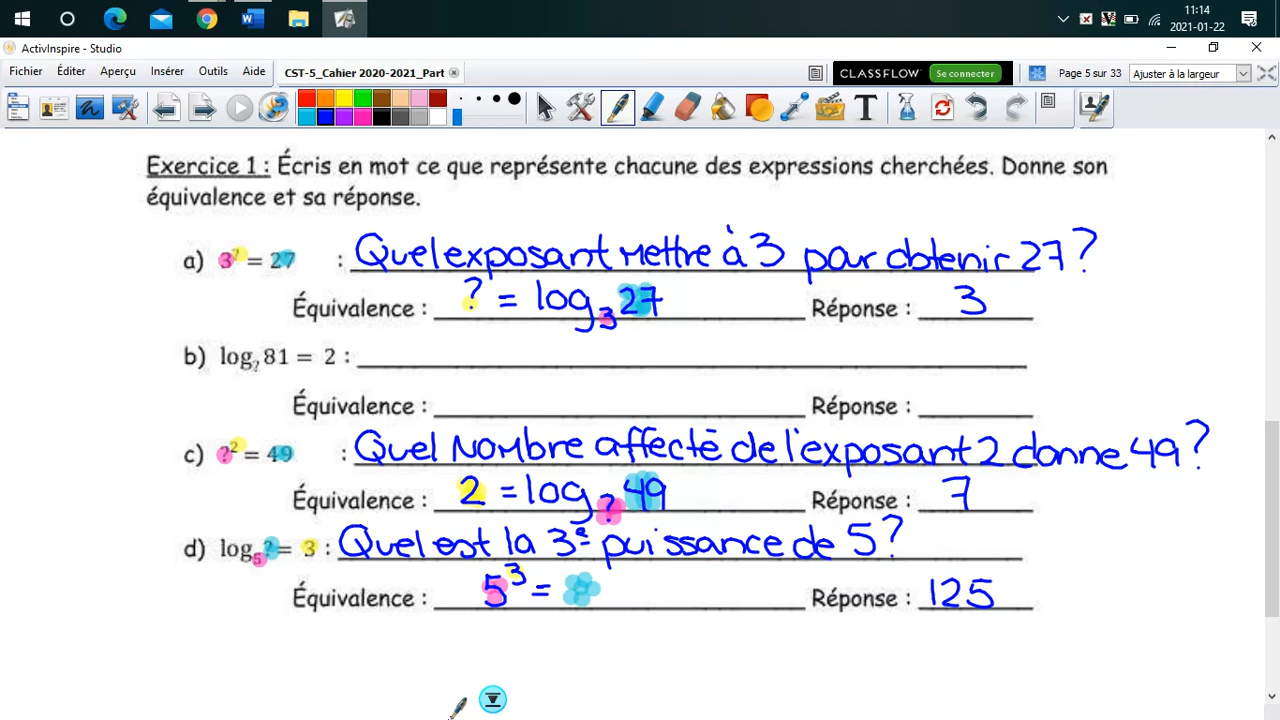 11:14
2021-01-22
ActivInspire - Studio
Fichier Éditer Aperçu Insérer Outils Aide CST-5_Cahier 2020-2021_Part CLASSFLOW Se connecter Page 5 sur 33 Ajuster à la largeur
Exercice 1 : Écris en mot ce que représente chacune des expressions cherchées. Donne son
équivalence et sa réponse.
a) 3^? = 27 : Quel exposant mettre à 3 pour obtenir 27 ?
Équivalence : ? = log₃ 27 Réponse : 3
b) log_? 81 = 2 :
Équivalence : Réponse :
c) ?² = 49 : Quel nombre affecté de l'exposant 2 donne 49 ?
Équivalence : 2 = log_? 49 Réponse : 7
d) log₅ ? = 3 : Quel est la 3e puissance de 5 ?
Équivalence : 5³ = Réponse : 125